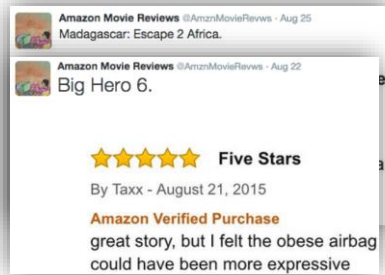 Amazon Movie Reviews @AmznMovieRevws · Aug 25
Madagascar: Escape 2 Africa.
Amazon Movie Reviews @AmznMovieRevws · Aug 22
Big Hero 6.
Five Stars
By Taxx - August 21, 2015
Amazon Verified Purchase
great story, but I felt the obese airbag
could have been more expressive